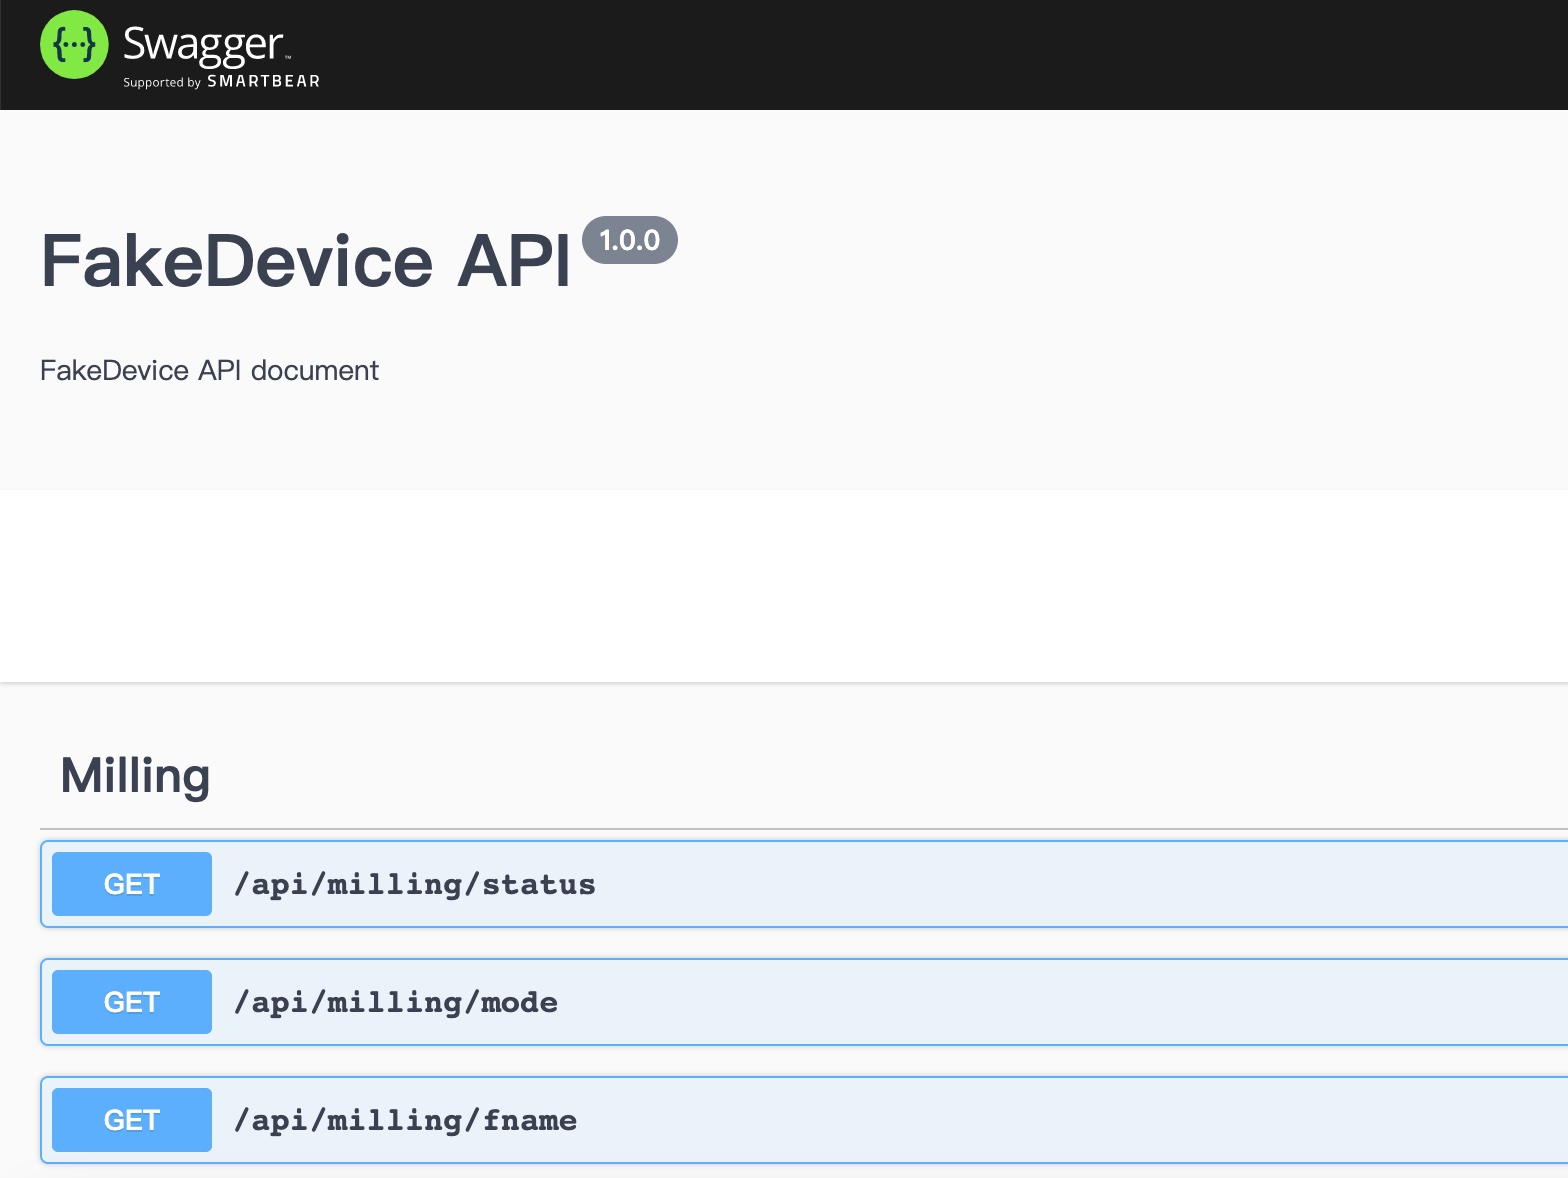 {···} Swagger™
Supported by SMARTBEAR
FakeDevice API 1.0.0
FakeDevice API document
Milling
GET /api/milling/status
GET /api/milling/mode
GET /api/milling/fname